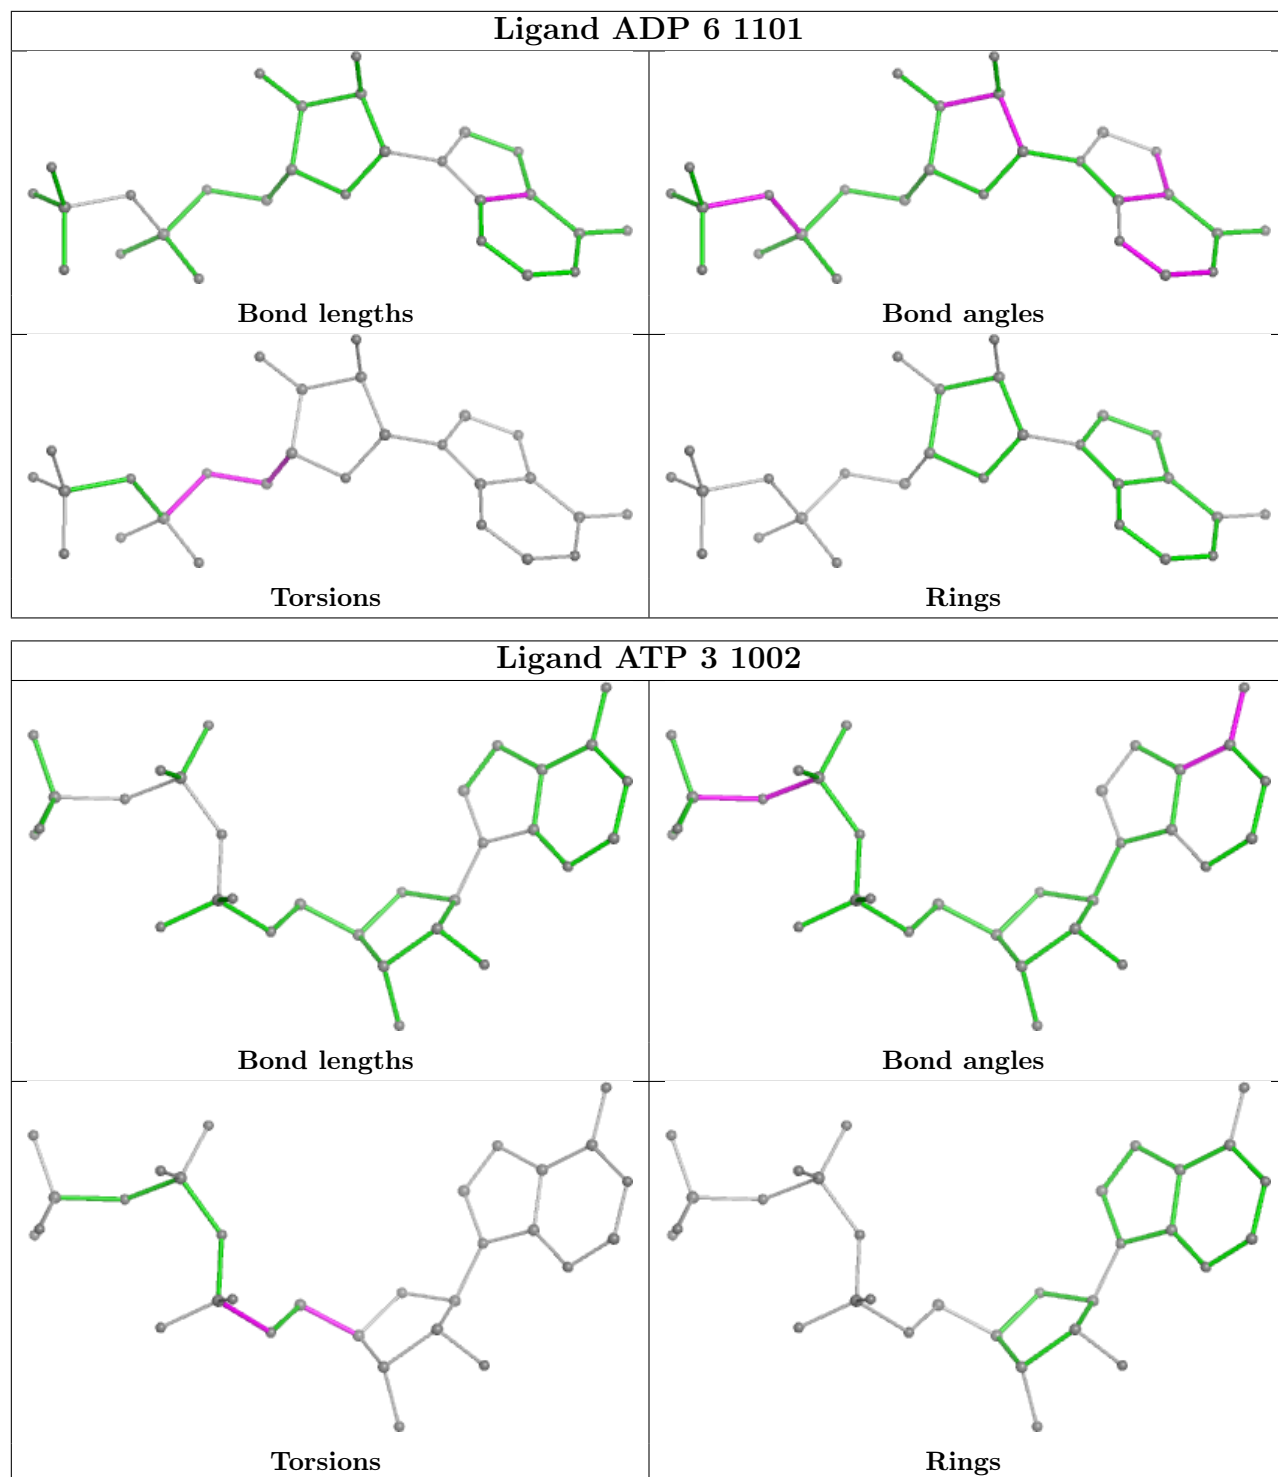 Ligand ADP 6 1101
Bond lengths
Bond angles
Torsions
Rings
Ligand ATP 3 1002
Bond lengths
Bond angles
Torsions
Rings